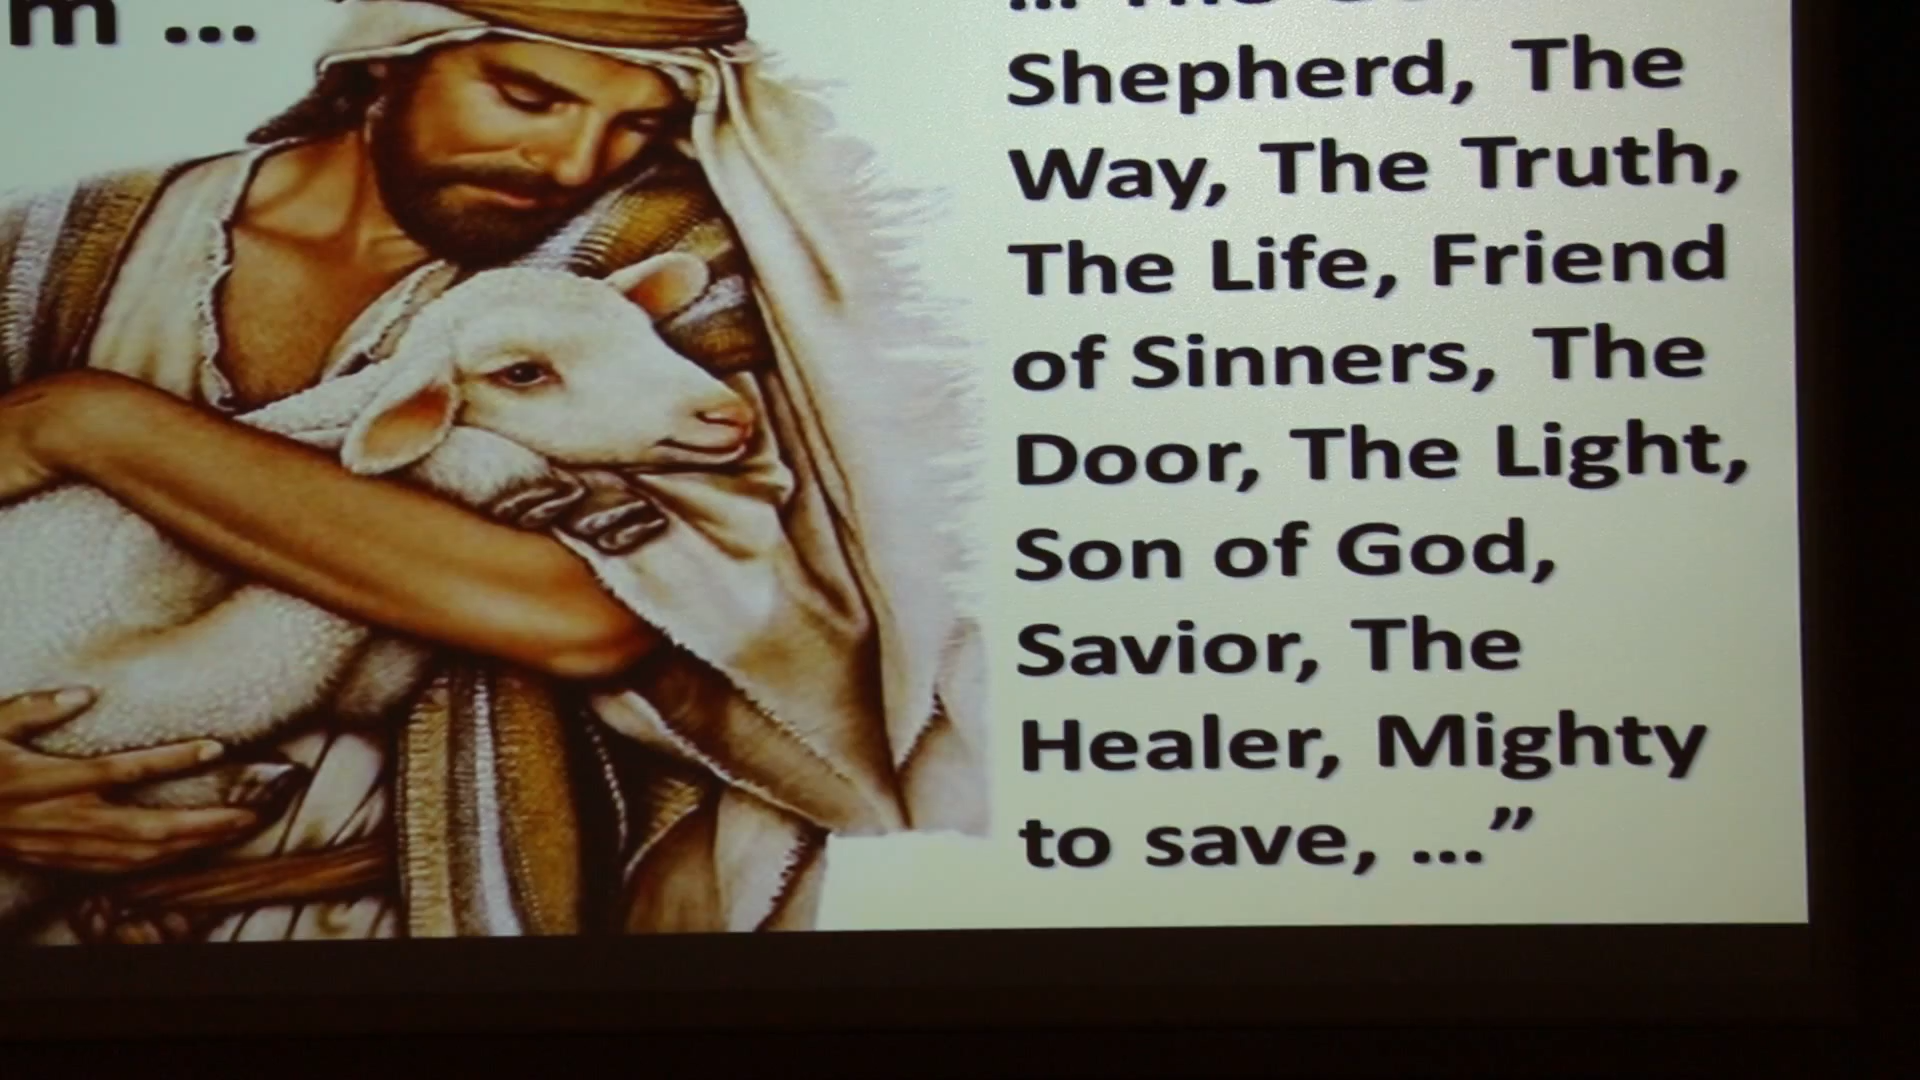 m ...
... The
Shepherd, The
Way, The Truth,
The Life, Friend
of Sinners, The
Door, The Light,
Son of God,
Savior, The
Healer, Mighty
to save, ...”